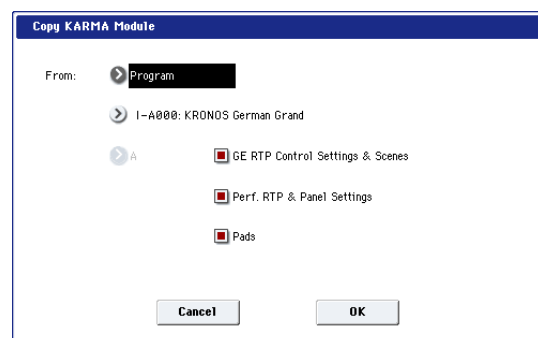 Copy KARMA Module
From: Program
I-A000: KRONOS German Grand
A GE RTP Control Settings & Scenes
Perf. RTP & Panel Settings
Pads
Cancel OK